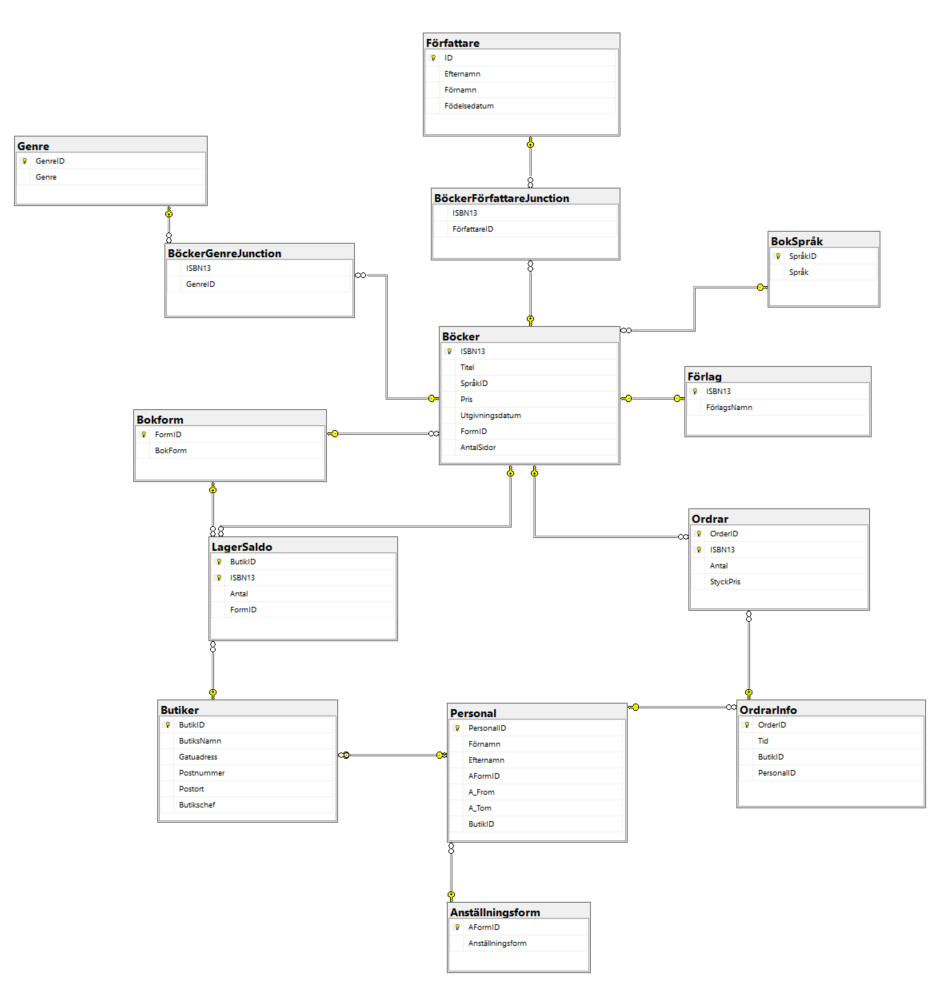 Författare
ID
Efternamn
Förnamn
Födelsedatum
Genre
GenreID
Genre
BöckerFörfattareJunction
ISBN13
FörfattareID
BokSpråk
SpråkID
Språk
BöckerGenreJunction
ISBN13
GenreID
Böcker
ISBN13
Titel
SpråkID
Pris
Utgivningsdatum
FormID
AntalSidor
Förlag
ISBN13
FörlagsNamn
Bokform
FormID
BokForm
Ordrar
OrderID
ISBN13
Antal
StyckPris
LagerSaldo
ButikID
ISBN13
Antal
FormID
Butiker
ButikID
ButiksNamn
Gatuadress
Postnummer
Postort
Butikschef
Personal
PersonalID
Förnamn
Efternamn
AFormID
A_From
A_Tom
ButikID
OrdrarInfo
OrderID
Tid
ButikID
PersonalID
Anställningsform
AFormID
Anställningsform